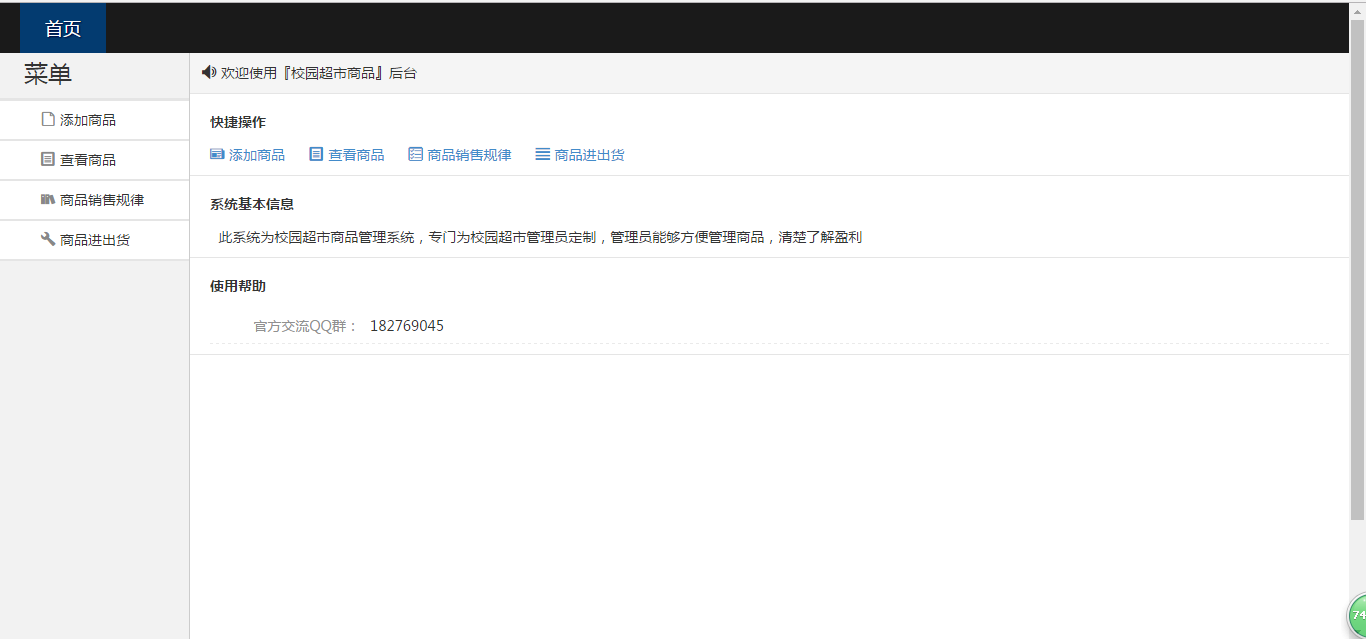 首页
菜单
添加商品
查看商品
商品销售规律
商品进出货
欢迎使用『校园超市商品』后台
快捷操作
添加商品 查看商品 商品销售规律 商品进出货
系统基本信息
此系统为校园超市商品管理系统，专门为校园超市管理员定制，管理员能够方便管理商品，清楚了解盈利
使用帮助
官方交流QQ群： 182769045
74